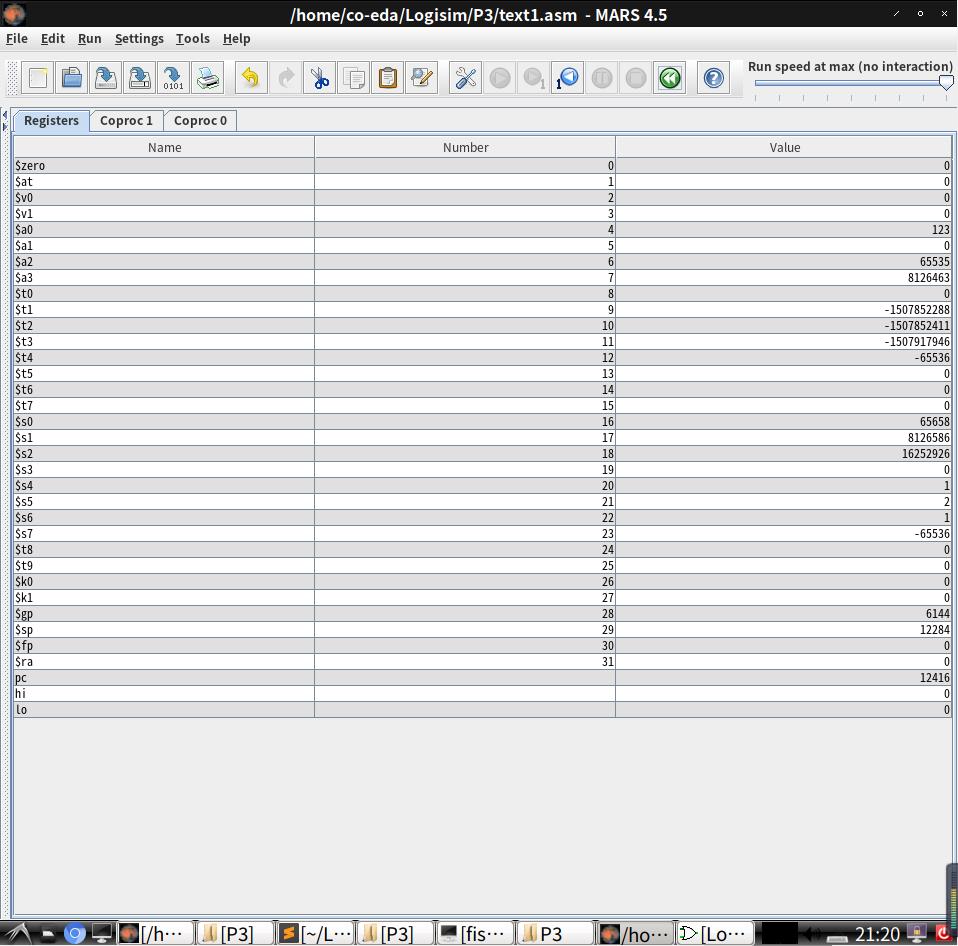 /home/co-eda/Logisim/P3/text1.asm - MARS 4.5
File Edit Run Settings Tools Help
Run speed at max (no interaction)
0101
1
1
?
Registers Coproc 1 Coproc 0
Name Number Value
$zero 0 0
$at 1 0
$v0 2 0
$v1 3 0
$a0 4 123
$a1 5 0
$a2 6 65535
$a3 7 8126463
$t0 8 0
$t1 9 -1507852288
$t2 10 -1507852411
$t3 11 -1507917946
$t4 12 -65536
$t5 13 0
$t6 14 0
$t7 15 0
$s0 16 65658
$s1 17 8126586
$s2 18 16252926
$s3 19 0
$s4 20 1
$s5 21 2
$s6 22 1
$s7 23 -65536
$t8 24 0
$t9 25 0
$k0 26 0
$k1 27 0
$gp 28 6144
$sp 29 12284
$fp 30 0
$ra 31 0
pc 12416
hi 0
lo 0
[/h··· [P3] [~/L··· [P3] [fis··· P3 /ho··· [Lo··· 21:20